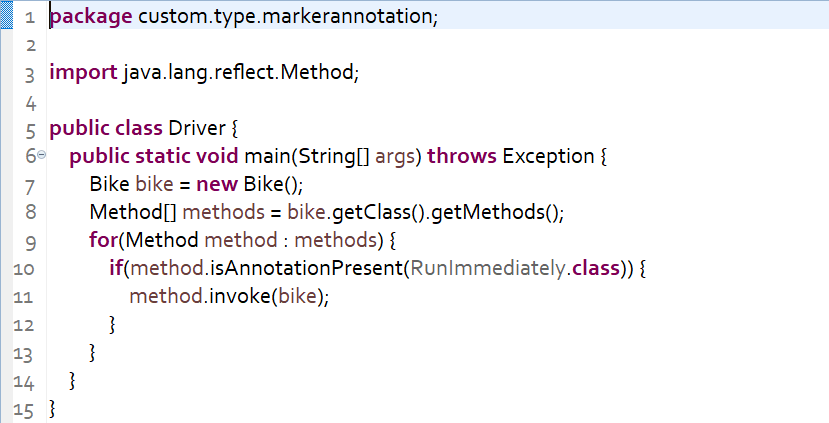 1 package custom.type.markerannotation;
2
3 import java.lang.reflect.Method;
4
5 public class Driver {
6 public static void main(String[] args) throws Exception {
7 Bike bike = new Bike();
8 Method[] methods = bike.getClass().getMethods();
9 for(Method method : methods) {
10 if(method.isAnnotationPresent(RunImmediately.class)) {
11 method.invoke(bike);
12 }
13 }
14 }
15 }